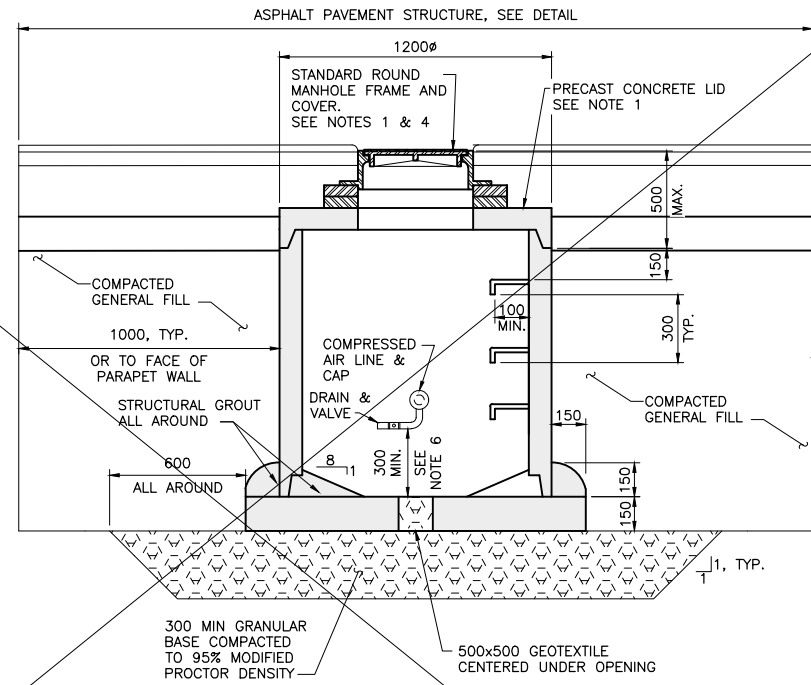 ASPHALT PAVEMENT STRUCTURE, SEE DETAIL
1200ø
STANDARD ROUND
MANHOLE FRAME AND
COVER.
SEE NOTES 1 & 4
PRECAST CONCRETE LID
SEE NOTE 1
500
MAX.
150
COMPACTED
GENERAL FILL
100
MIN.
300
TYP.
1000, TYP.
OR TO FACE OF
PARAPET WALL
COMPRESSED
AIR LINE &
CAP
DRAIN &
VALVE
STRUCTURAL GROUT
ALL AROUND
COMPACTED
GENERAL FILL
150
8
1
300
MIN.
SEE
NOTE 6
600
ALL AROUND
150
150
1, TYP.
1
300 MIN GRANULAR
BASE COMPACTED
TO 95% MODIFIED
PROCTOR DENSITY
500x500 GEOTEXTILE
CENTERED UNDER OPENING